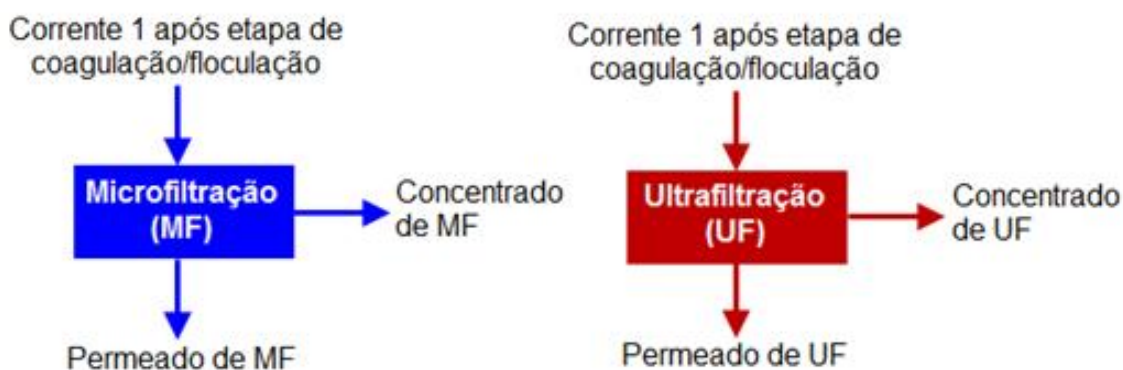 Corrente 1 após etapa de
coagulação/floculação
Microfiltração
(MF)
Concentrado
de MF
Permeado de MF
Corrente 1 após etapa de
coagulação/floculação
Ultrafiltração
(UF)
Concentrado
de UF
Permeado de UF